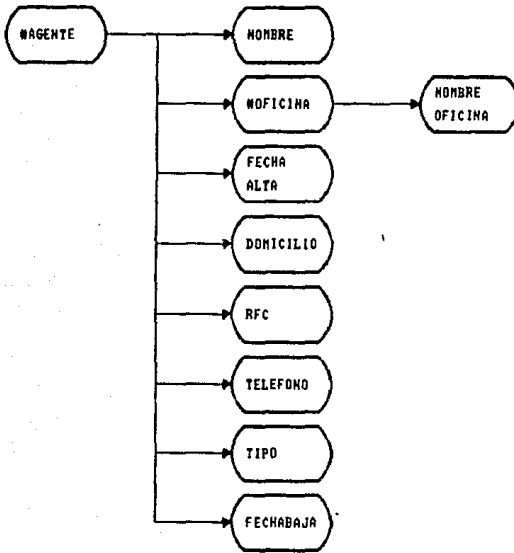 #AGENTE
NOMBRE
#OFICINA
NOMBRE
OFICINA
FECHA
ALTA
DOMICILIO
RFC
TELEFONO
TIPO
FECHABAJA